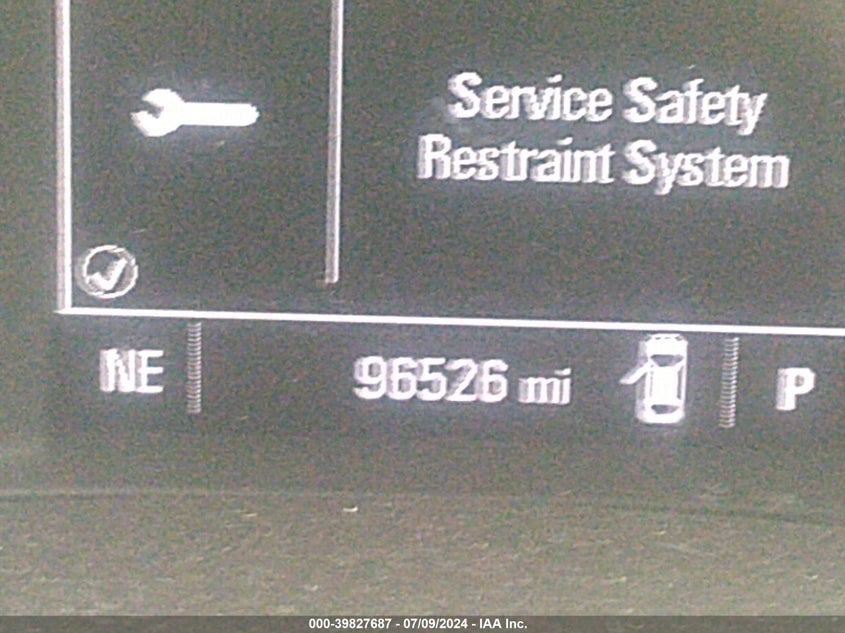 Service Safety
Restraint System
NE 96526 mi P
000-39827687 - 07/09/2024 - IAA Inc.